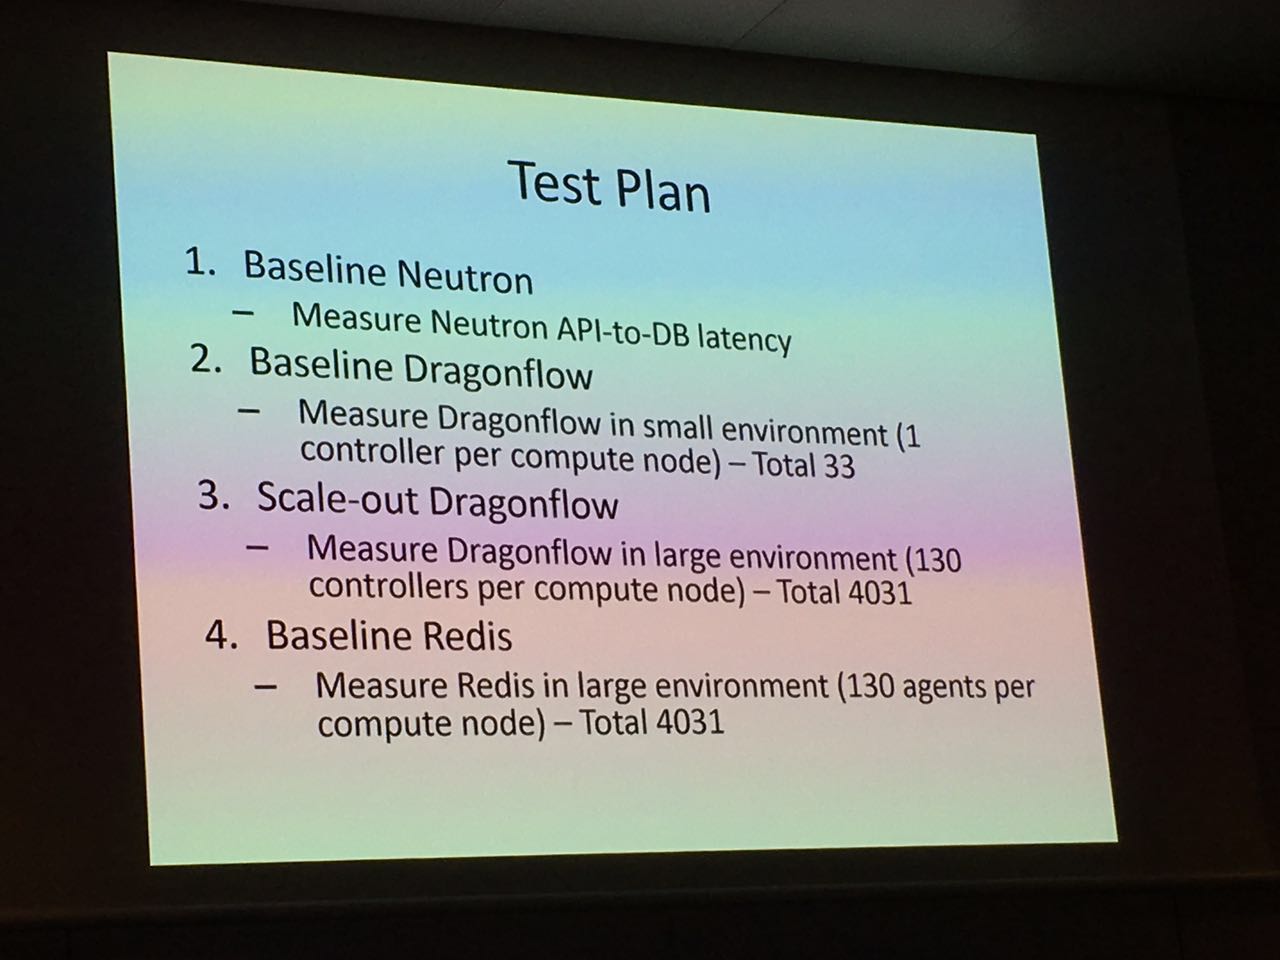 Test Plan
1. Baseline Neutron
– Measure Neutron API-to-DB latency
2. Baseline Dragonflow
– Measure Dragonflow in small environment (1
controller per compute node) – Total 33
3. Scale-out Dragonflow
– Measure Dragonflow in large environment (130
controllers per compute node) – Total 4031
4. Baseline Redis
– Measure Redis in large environment (130 agents per
compute node) – Total 4031